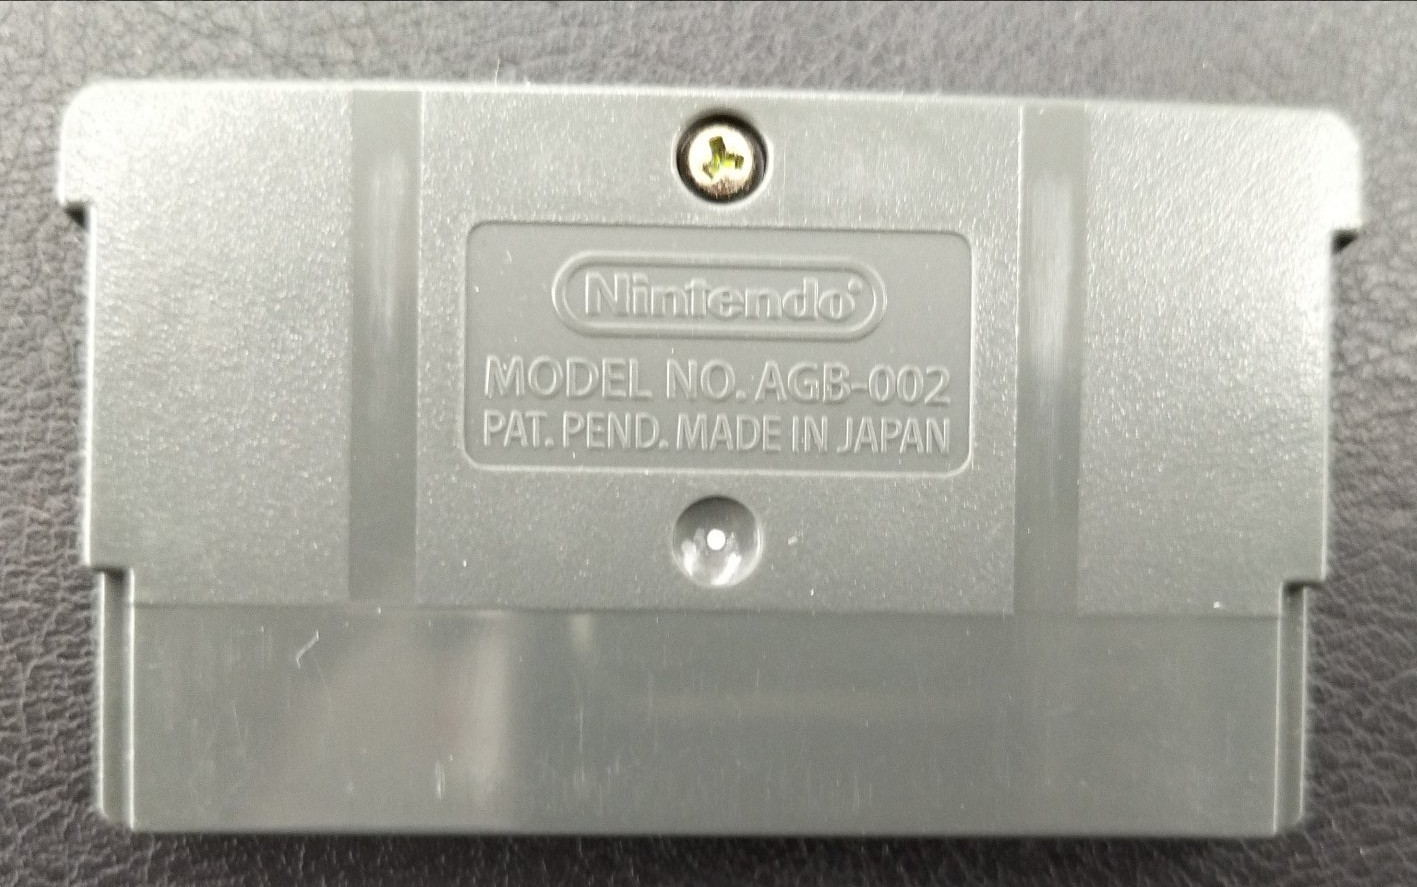 Nintendo®
MODEL NO. AGB-002
PAT. PEND. MADE IN JAPAN